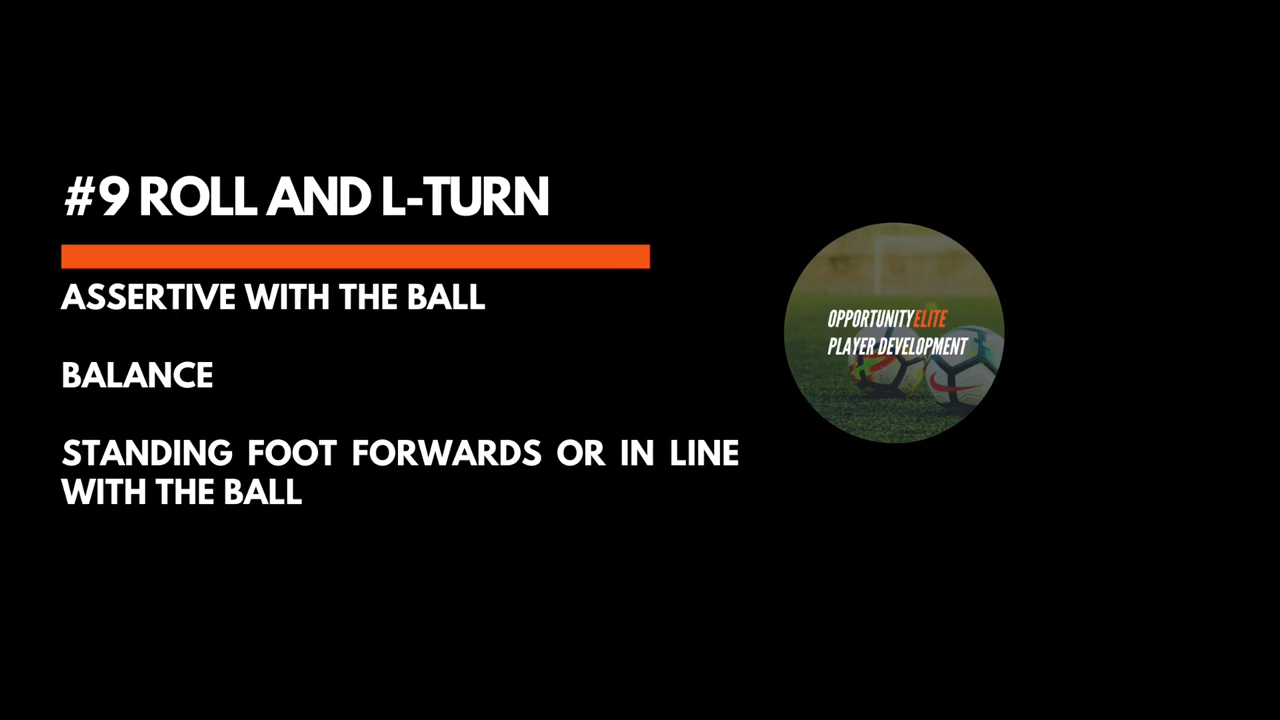 #9 ROLL AND L-TURN
ASSERTIVE WITH THE BALL
BALANCE
STANDING FOOT FORWARDS OR IN LINE
WITH THE BALL
OPPORTUNITYELITE
PLAYER DEVELOPMENT